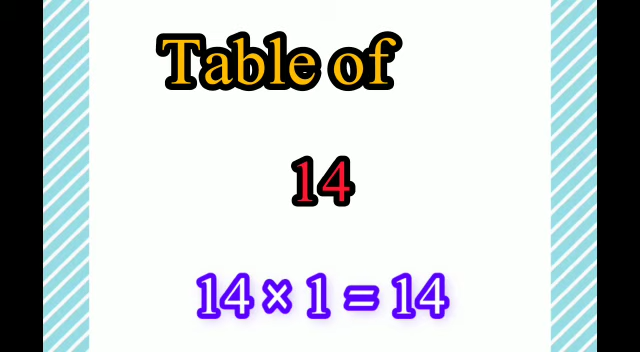 Table of
14
14 × 1 = 14